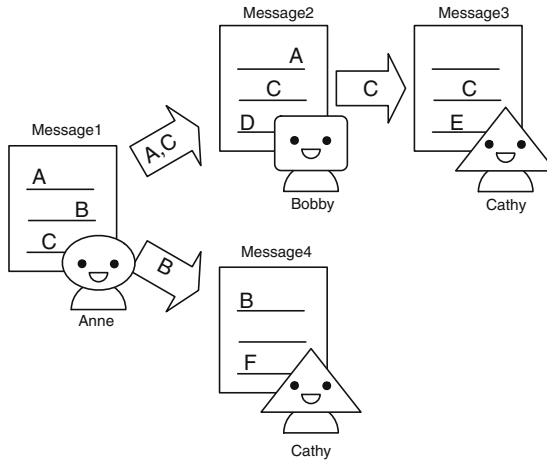 Message1
A
B
C
Anne
A,C
Message2
A
C
D
Bobby
C
Message3
C
E
Cathy
B
Message4
B
F
Cathy